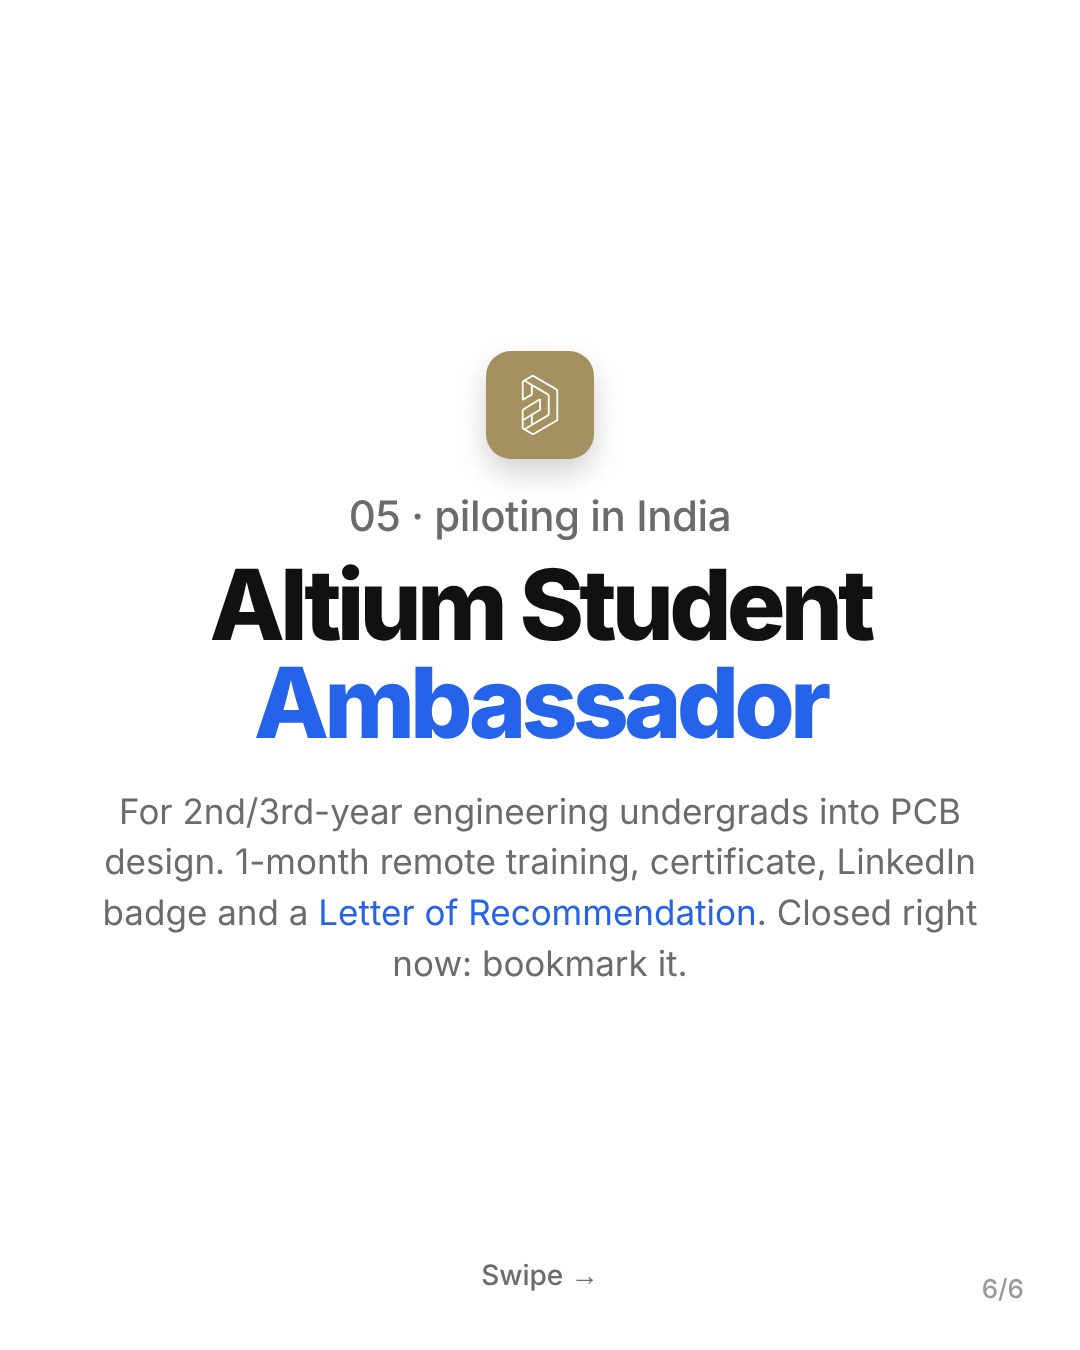 05 · piloting in India
Altium Student
Ambassador
For 2nd/3rd-year engineering undergrads into PCB
design. 1-month remote training, certificate, LinkedIn
badge and a Letter of Recommendation. Closed right
now: bookmark it.
Swipe →
6/6